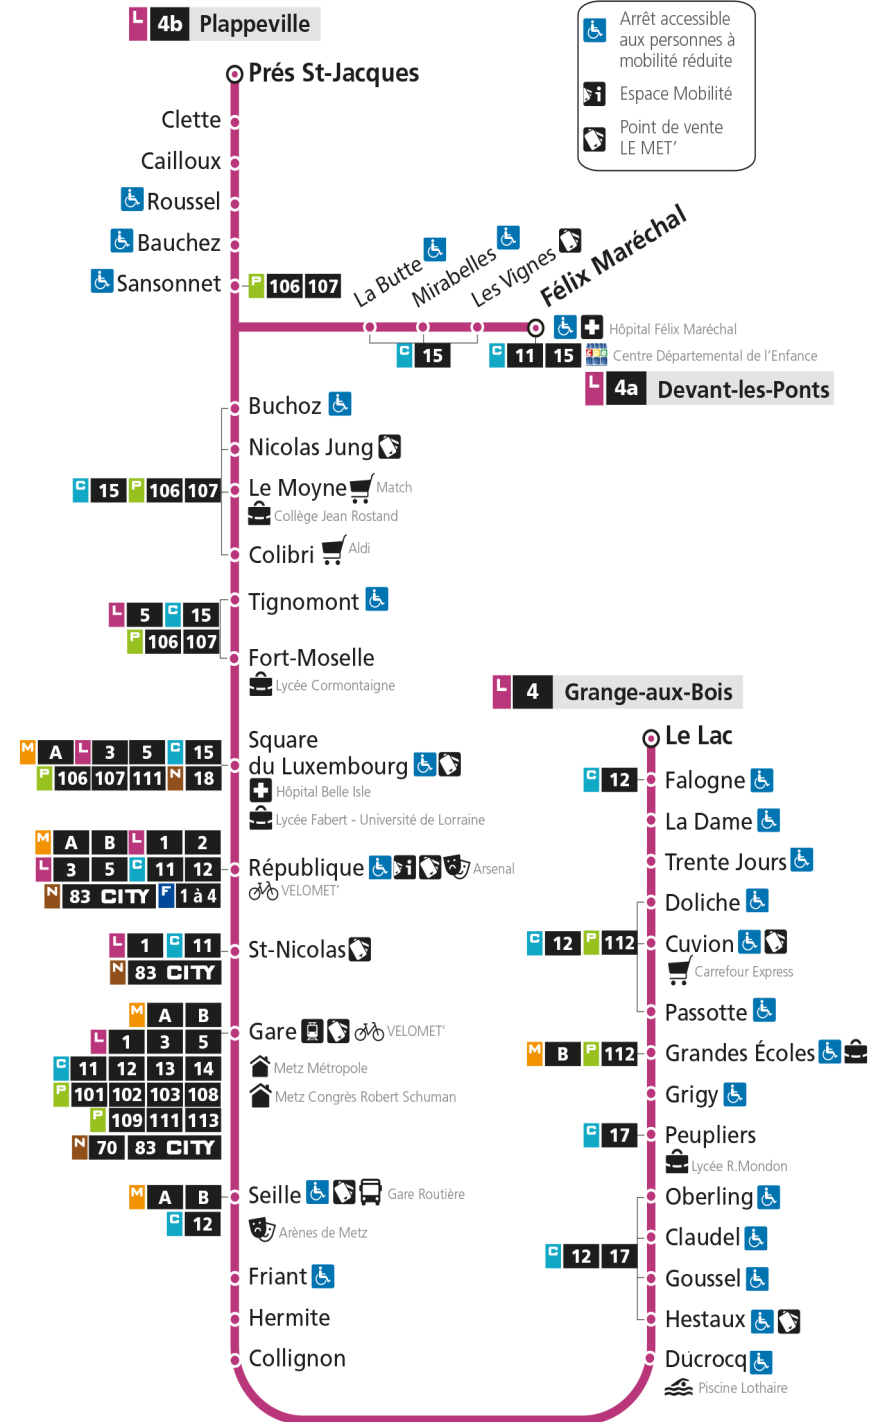 L 4b Plappeville
Arrêt accessible
aux personnes à
mobilité réduite
Espace Mobilité
Point de vente
LE MET'
Prés St-Jacques
Clette
Cailloux
Roussel
Bauchez
Sansonnet P 106 107
La Butte
Mirabelles
Les Vignes
Félix Maréchal
Hôpital Félix Maréchal
C 15
C 11 15 Centre Départemental de l'Enfance
L 4a Devant-les-Ponts
Buchoz
Nicolas Jung
C 15 P 106 107
Le Moyne Match
Collège Jean Rostand
Colibri Aldi
Tignomont
L 5 C 15
P 106 107
Fort-Moselle
Lycée Cormontaigne
Square
du Luxembourg
M A L 3 5 C 15
P 106 107 111 N 18
Hôpital Belle Isle
Lycée Fabert - Université de Lorraine
M A B L 1 2
L 3 5 C 11 12
N 83 CITY F 1 à 4
République Arsenal
VELOMET'
L 1 C 11
N 83 CITY
St-Nicolas
M A B
L 1 3 5
C 11 12 13 14
P 101 102 103 108
P 109 111 113
N 70 83 CITY
Gare VELOMET'
Metz Métropole
Metz Congrès Robert Schuman
M A B
C 12
Seille Gare Routière
Arènes de Metz
Friant
Hermite
Collignon
L 4 Grange-aux-Bois
Le Lac
C 12 Falogne
La Dame
Trente Jours
Doliche
C 12 P 112 Cuvion
Carrefour Express
Passotte
M B P 112 Grandes Écoles
Grigy
C 17 Peupliers
Lycée R.Mondon
Oberling
Claudel
C 12 17
Goussel
Hestaux
Ducrocq
Piscine Lothaire